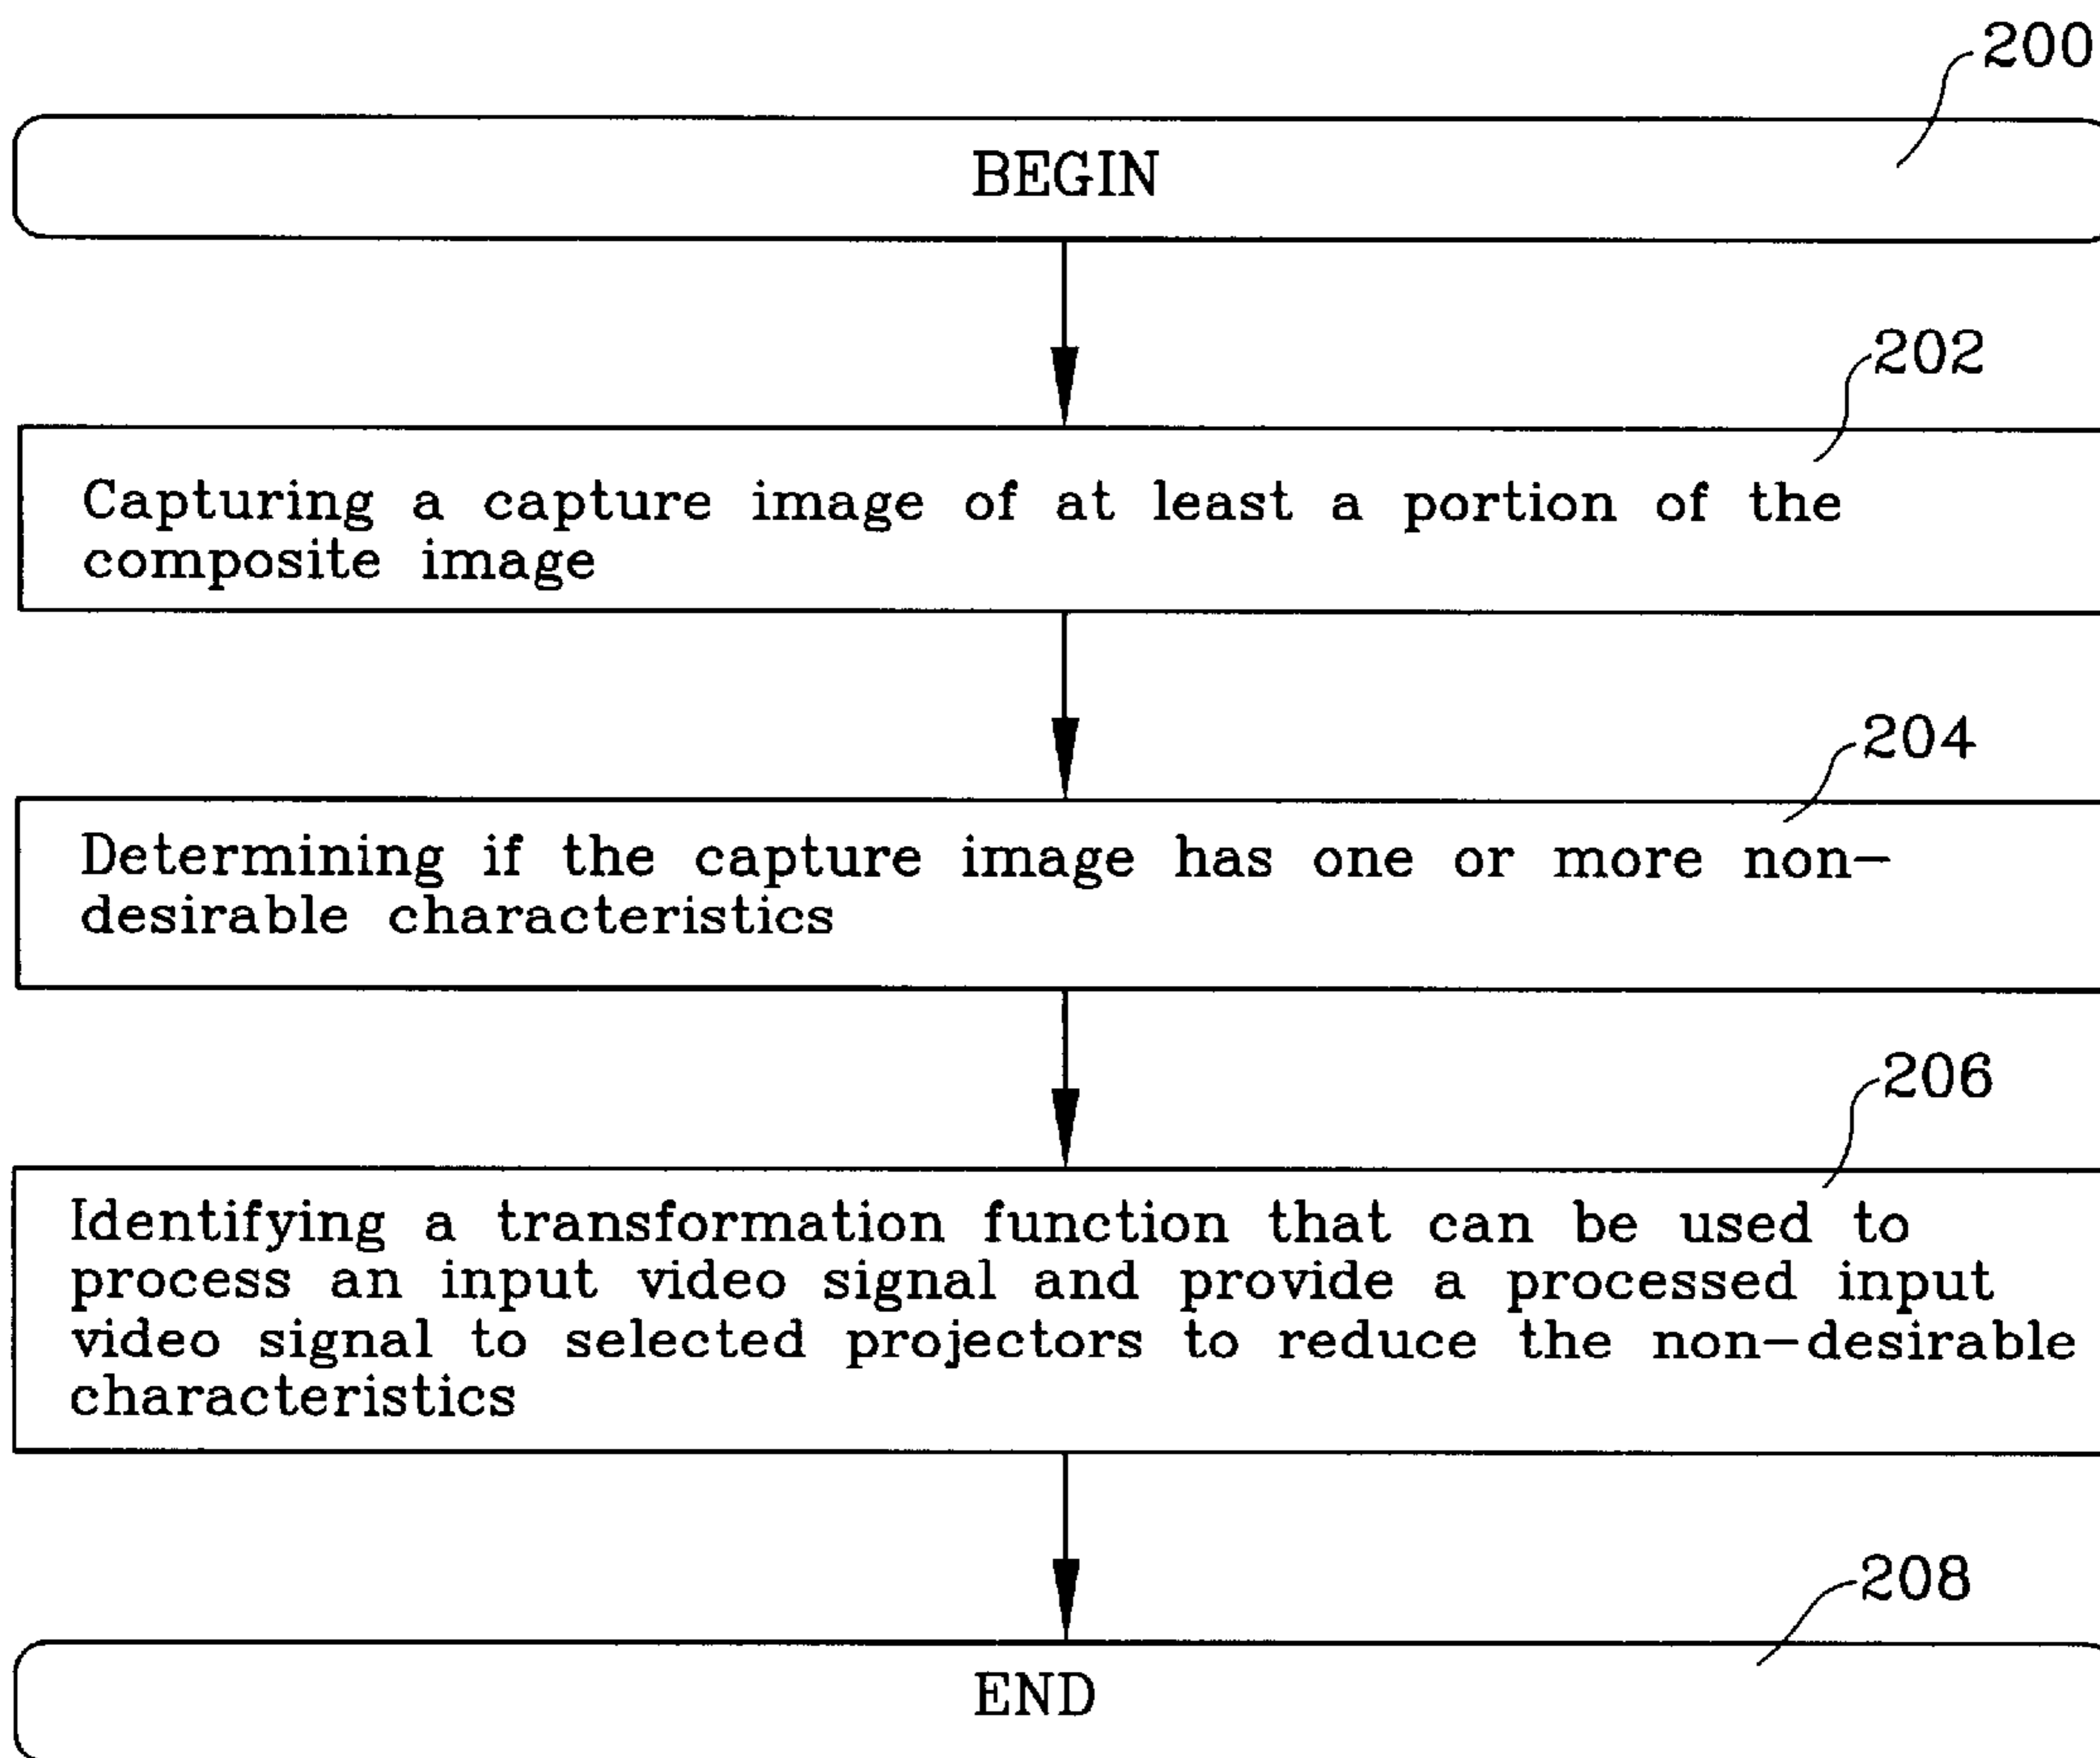 200
BEGIN
202
Capturing a capture image of at least a portion of the
composite image
204
Determining if the capture image has one or more non-
desirable characteristics
206
Identifying a transformation function that can be used to
process an input video signal and provide a processed input
video signal to selected projectors to reduce the non-desirable
characteristics
208
END